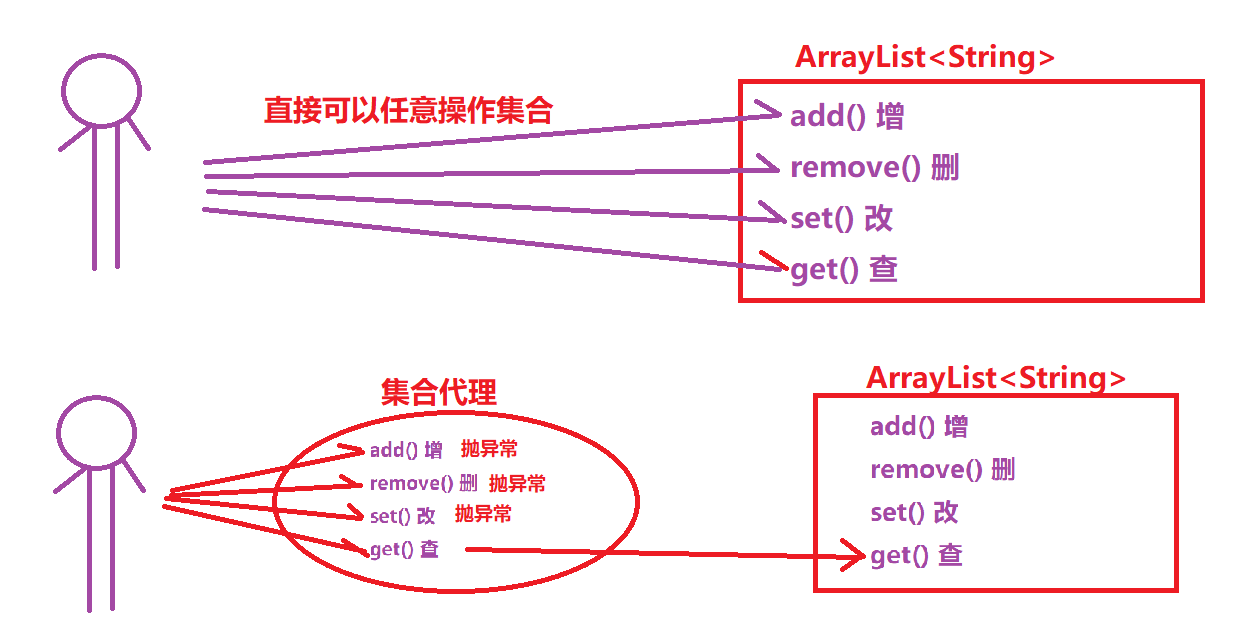 ArrayList<String>
直接可以任意操作集合
add() 增
remove() 删
set() 改
get() 查
集合代理
ArrayList<String>
add() 增 抛异常
remove() 删 抛异常
set() 改 抛异常
get() 查
add() 增
remove() 删
set() 改
get() 查